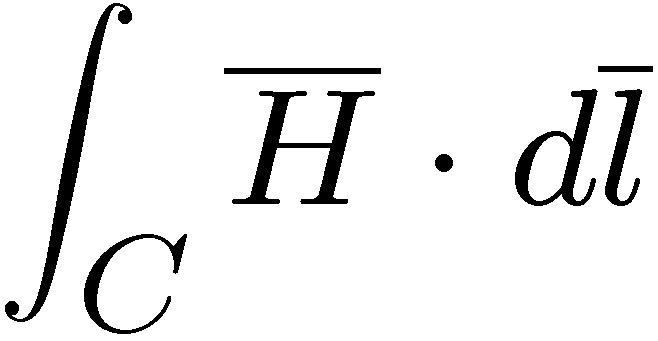 ∫_C H̅ · dl̅